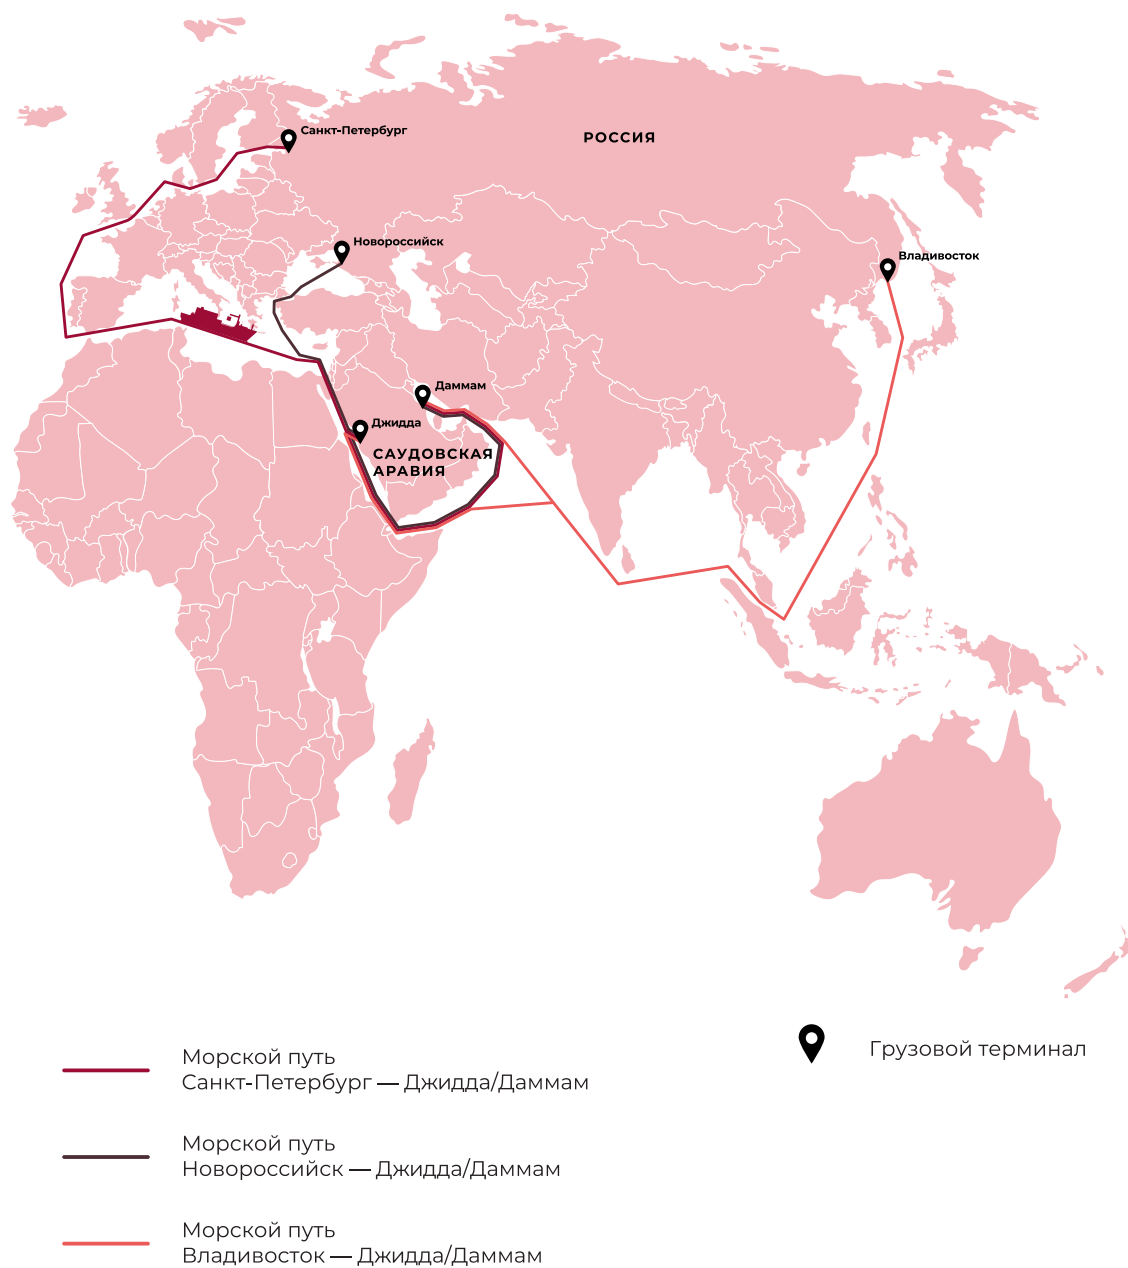 Санкт-Петербург
РОССИЯ
Новороссийск
Владивосток
Даммам
Джидда
САУДОВСКАЯ
АРАВИЯ
Морской путь
Санкт-Петербург — Джидда/Даммам
Грузовой терминал
Морской путь
Новороссийск — Джидда/Даммам
Морской путь
Владивосток — Джидда/Даммам